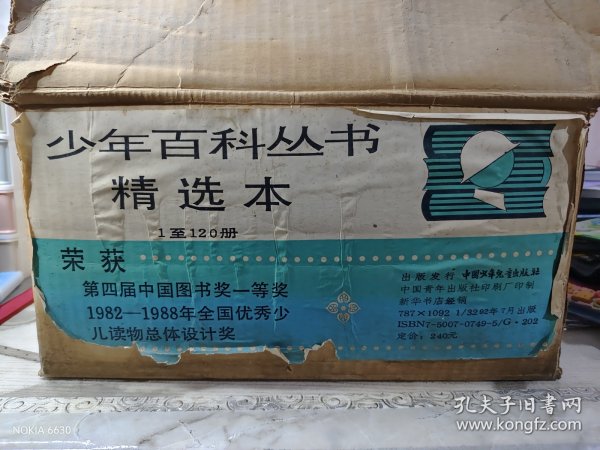 少年百科丛书
精选本
1至120册
荣获
第四届中国图书奖一等奖
1982—1988年全国优秀少
儿读物总体设计奖
出版发行 中国少年儿童出版社
中国青年出版社印刷厂印制
新华书店经销
787×1092 1/32 92年7月出版
ISBN7-5007-0749-5/G·202
定价：240元
NOKIA 6630
孔夫子旧书网
www.kongfz.com